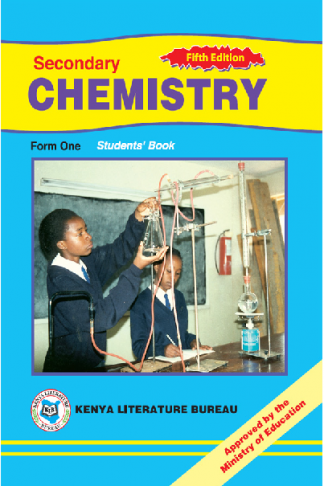 Secondary
Fifth Edition
CHEMISTRY
Form One Students' Book
KENYA LITERATURE BUREAU
Approved by the
Ministry of Education